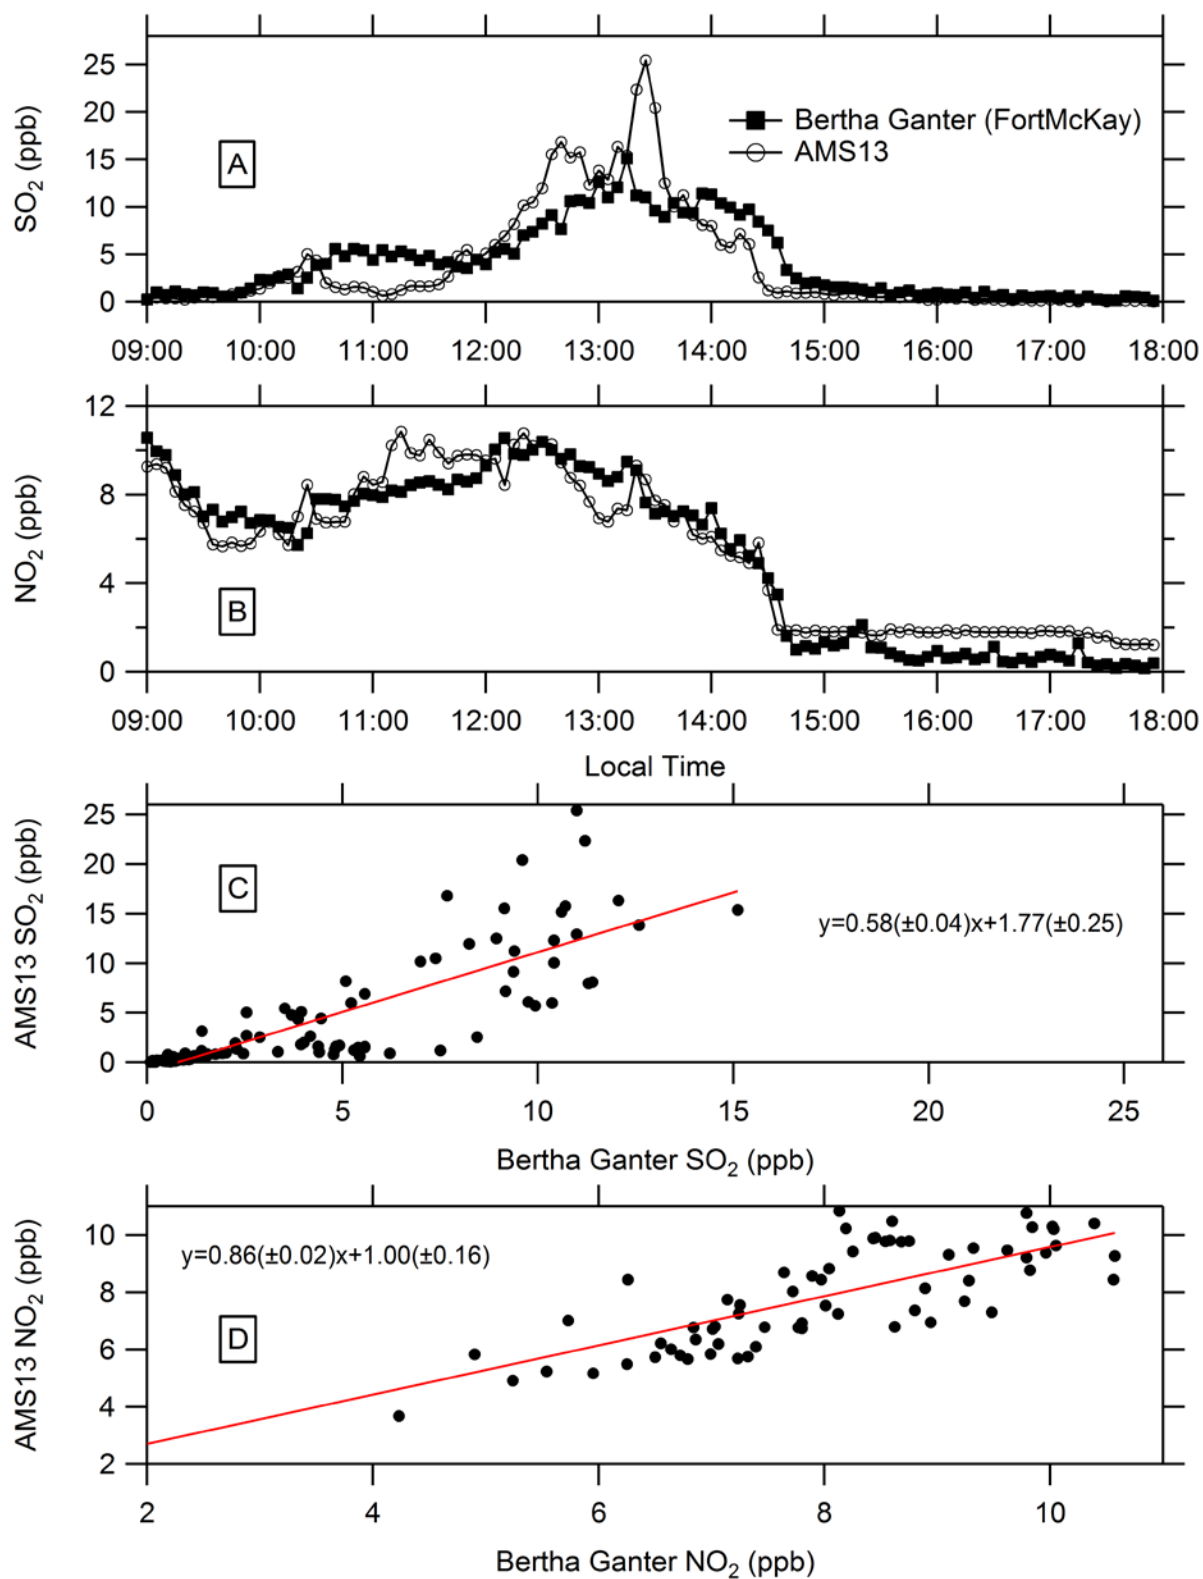 SO2 (ppb)
25
20
15
10
5
0
A
Bertha Ganter (FortMcKay)
AMS13
09:00 10:00 11:00 12:00 13:00 14:00 15:00 16:00 17:00 18:00
NO2 (ppb)
12
8
4
0
B
09:00 10:00 11:00 12:00 13:00 14:00 15:00 16:00 17:00 18:00
Local Time
AMS13 SO2 (ppb)
25
20
15
10
5
0
C
y=0.58(±0.04)x+1.77(±0.25)
0 5 10 15 20 25
Bertha Ganter SO2 (ppb)
AMS13 NO2 (ppb)
10
8
6
4
2
y=0.86(±0.02)x+1.00(±0.16)
D
2 4 6 8 10
Bertha Ganter NO2 (ppb)